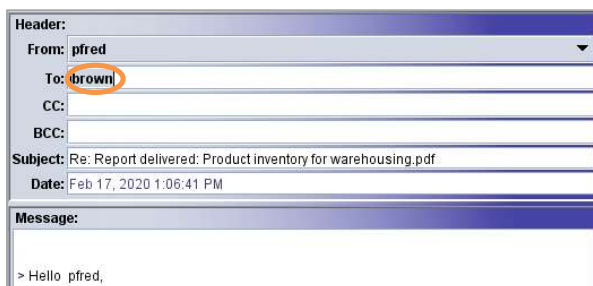 Header:
From: pfred
To: brown
CC:
BCC:
Subject: Re: Report delivered: Product inventory for warehousing.pdf
Date: Feb 17, 2020 1:06:41 PM
Message:
> Hello pfred,